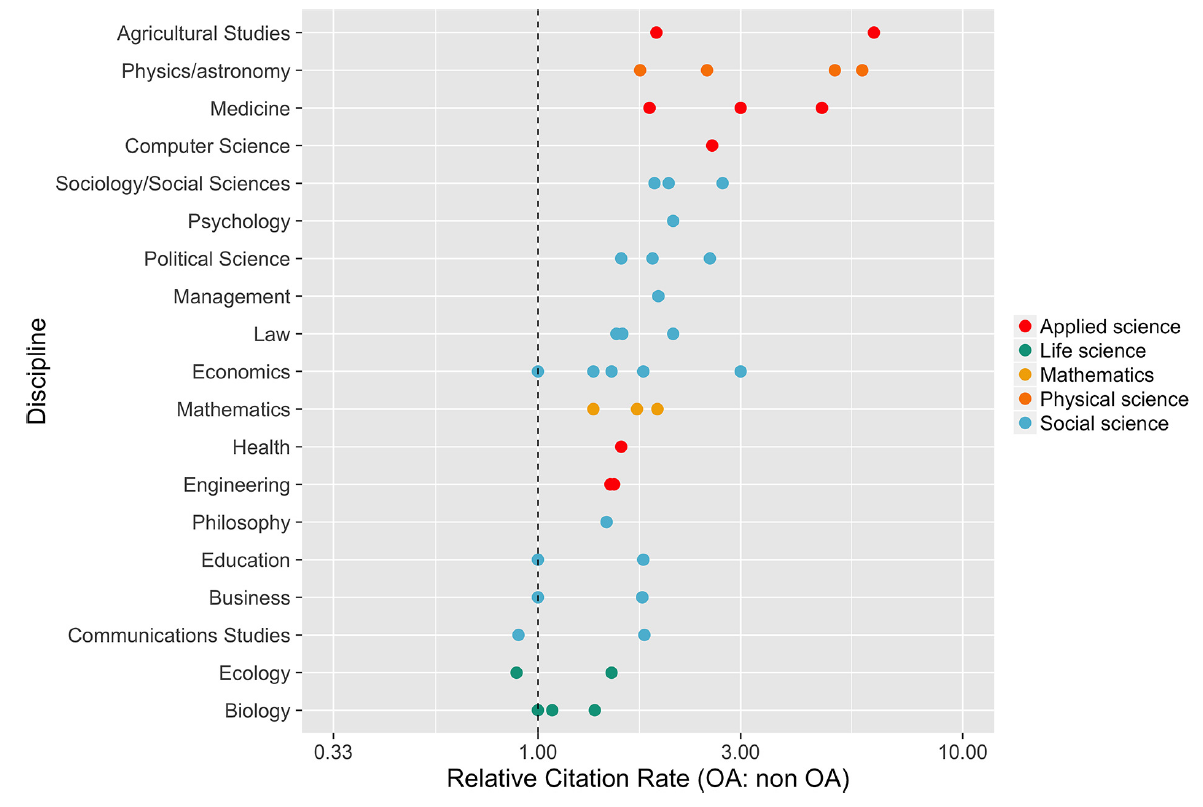 Agricultural Studies
Physics/astronomy
Medicine
Computer Science
Sociology/Social Sciences
Psychology
Political Science
Management
Law
Economics
Mathematics
Health
Engineering
Philosophy
Education
Business
Communications Studies
Ecology
Biology
Discipline
0.33 1.00 3.00 10.00
Relative Citation Rate (OA: non OA)
Applied science
Life science
Mathematics
Physical science
Social science